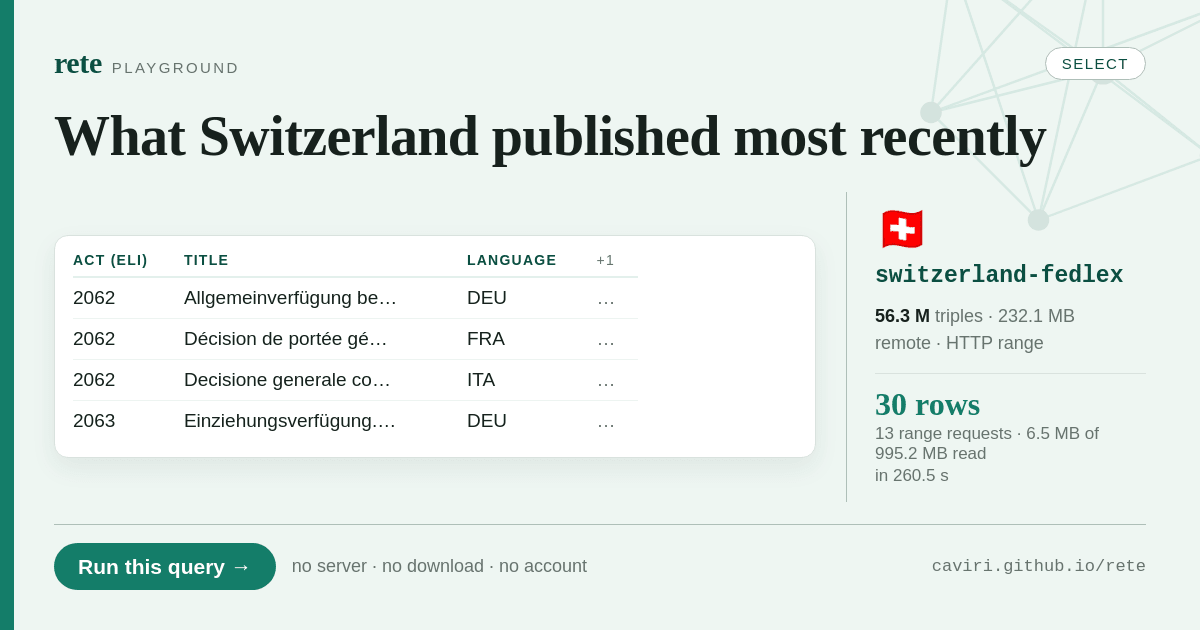 rete PLAYGROUND
SELECT
What Switzerland published most recently
ACT (ELI) TITLE LANGUAGE +1
2062 Allgemeinverfügung be… DEU …
2062 Décision de portée gé… FRA …
2062 Decisione generale co… ITA …
2063 Einziehungsverfügung.… DEU …
switzerland-fedlex
56.3 M triples · 232.1 MB
remote · HTTP range
30 rows
13 range requests · 6.5 MB of
995.2 MB read
in 260.5 s
Run this query →
no server · no download · no account
caviri.github.io/rete